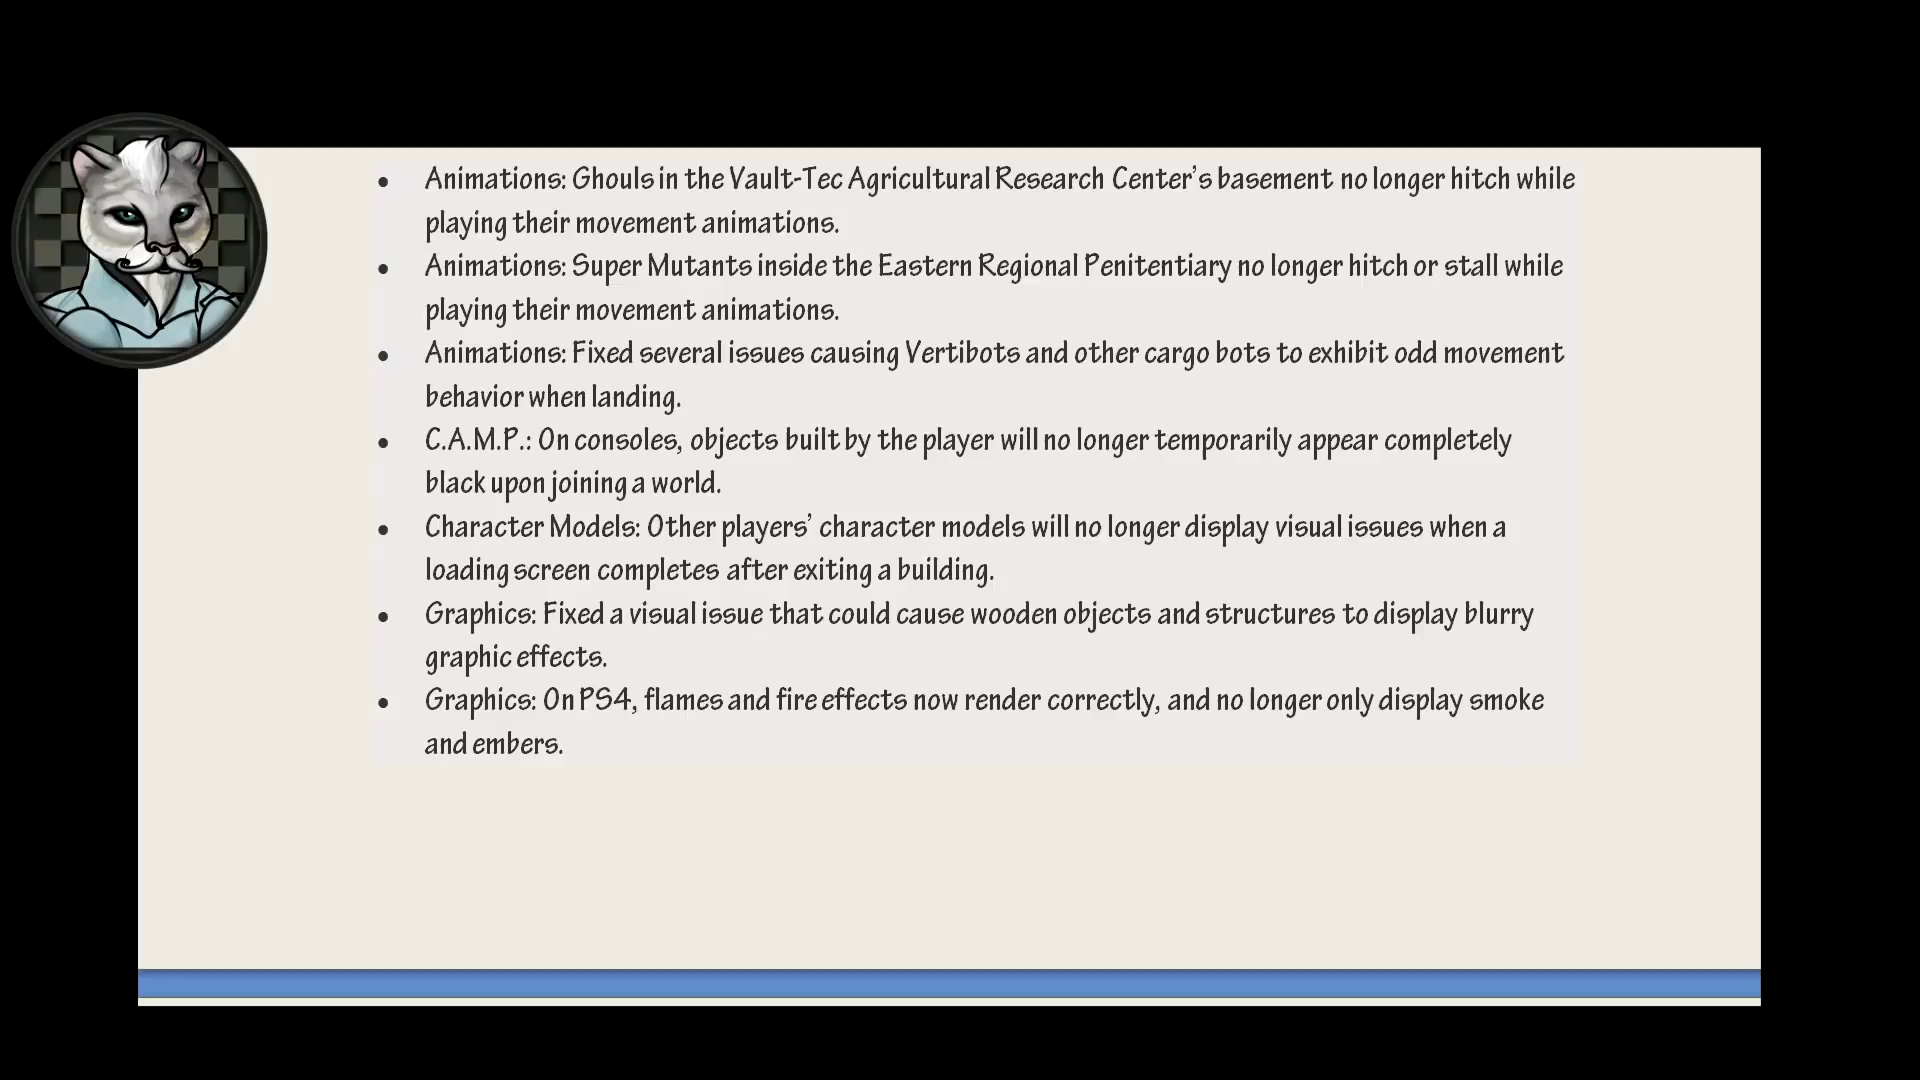 • Animations: Ghouls in the Vault-Tec Agricultural Research Center’s basement no longer hitch while
playing their movement animations.
• Animations: Super Mutants inside the Eastern Regional Penitentiary no longer hitch or stall while
playing their movement animations.
• Animations: Fixed several issues causing Vertibots and other cargo bots to exhibit odd movement
behavior when landing.
• C.A.M.P.: On consoles, objects built by the player will no longer temporarily appear completely
black upon joining a world.
• Character Models: Other players’ character models will no longer display visual issues when a
loading screen completes after exiting a building.
• Graphics: Fixed a visual issue that could cause wooden objects and structures to display blurry
graphic effects.
• Graphics: On PS4, flames and fire effects now render correctly, and no longer only display smoke
and embers.